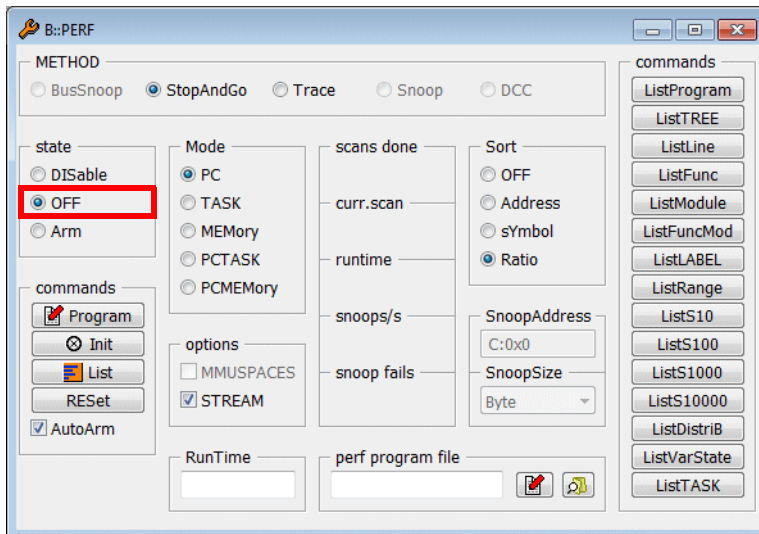 B::PERF
METHOD
BusSnoop StopAndGo Trace Snoop DCC
state
DISable
OFF
Arm
commands
Program
Init
List
RESet
AutoArm
Mode
PC
TASK
MEMory
PCTASK
PCMEMory
options
MMUSPACES
STREAM
RunTime
scans done
curr.scan
runtime
snoops/s
snoop fails
perf program file
Sort
OFF
Address
sYmbol
Ratio
SnoopAddress
C:0x0
SnoopSize
Byte
commands
ListProgram
ListTREE
ListLine
ListFunc
ListModule
ListFuncMod
ListLABEL
ListRange
ListS10
ListS100
ListS1000
ListS10000
ListDistriB
ListVarState
ListTASK